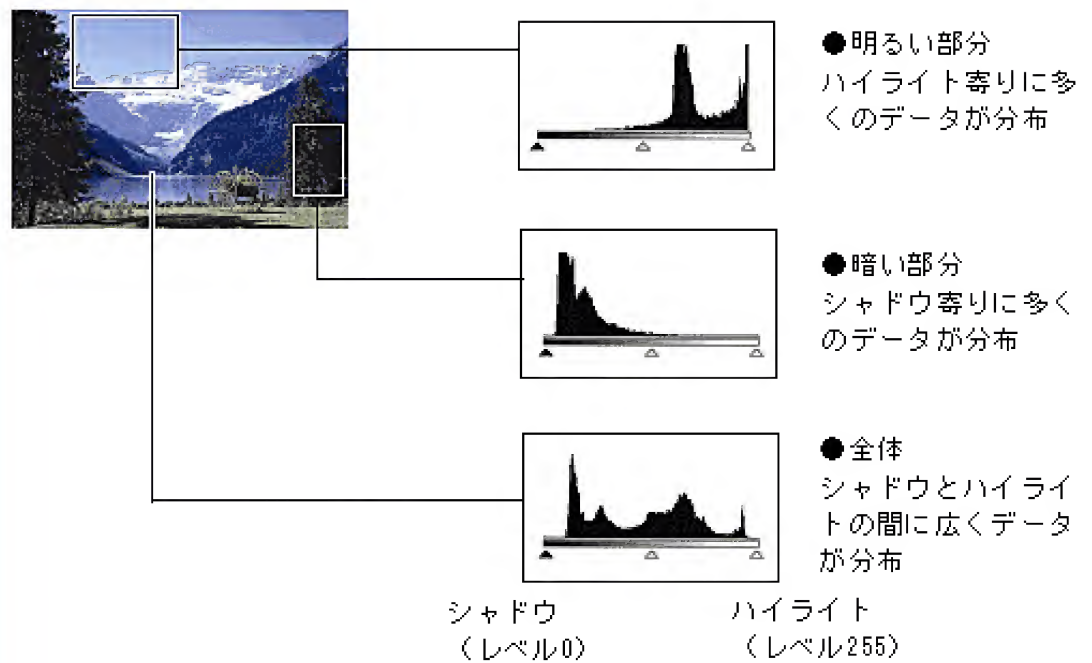 ●明るい部分
ハイライト寄りに多
くのデータが分布
●暗い部分
シャドウ寄りに多く
のデータが分布
●全体
シャドウとハイライ
トの間に広くデータ
が分布
シャドウ
（レベル0）
ハイライト
（レベル255）